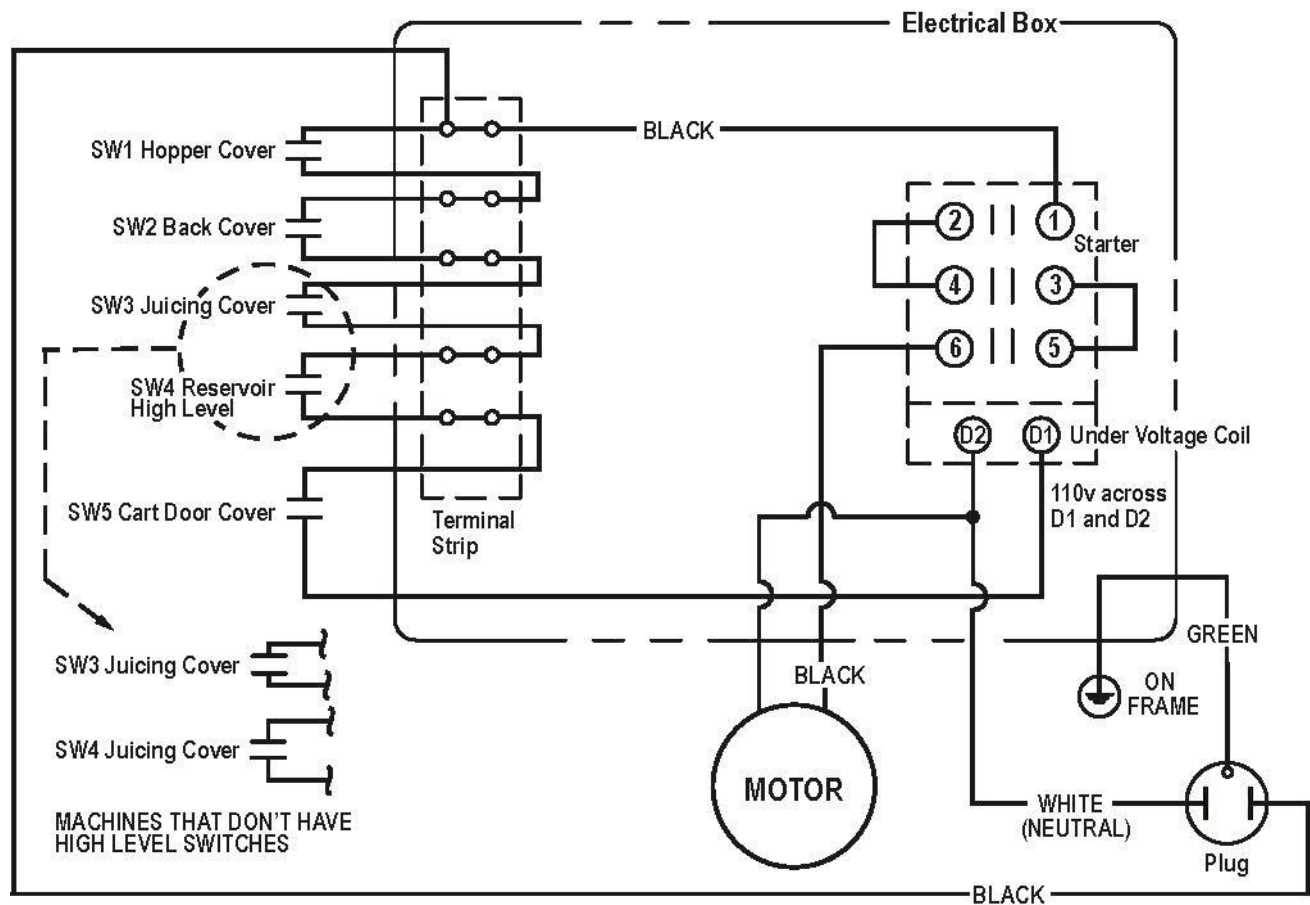 Electrical Box
BLACK
SW1 Hopper Cover
SW2 Back Cover
SW3 Juicing Cover
SW4 Reservoir
High Level
SW5 Cart Door Cover
Terminal
Strip
2
1
Starter
4
3
6
5
D2
D1
Under Voltage Coil
110v across
D1 and D2
GREEN
ON
FRAME
BLACK
MOTOR
SW3 Juicing Cover
SW4 Juicing Cover
MACHINES THAT DON'T HAVE
HIGH LEVEL SWITCHES
WHITE
(NEUTRAL)
Plug
BLACK